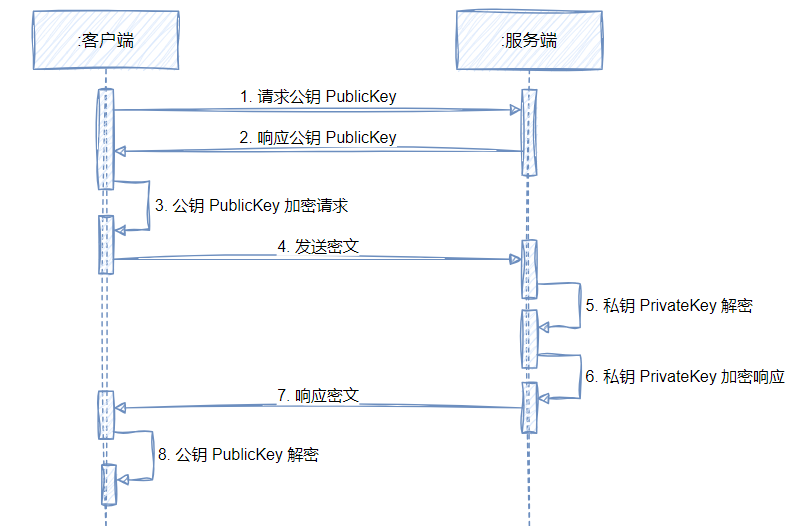 :客户端
:服务端
1. 请求公钥 PublicKey
2. 响应公钥 PublicKey
3. 公钥 PublicKey 加密请求
4. 发送密文
5. 私钥 PrivateKey 解密
6. 私钥 PrivateKey 加密响应
7. 响应密文
8. 公钥 PublicKey 解密